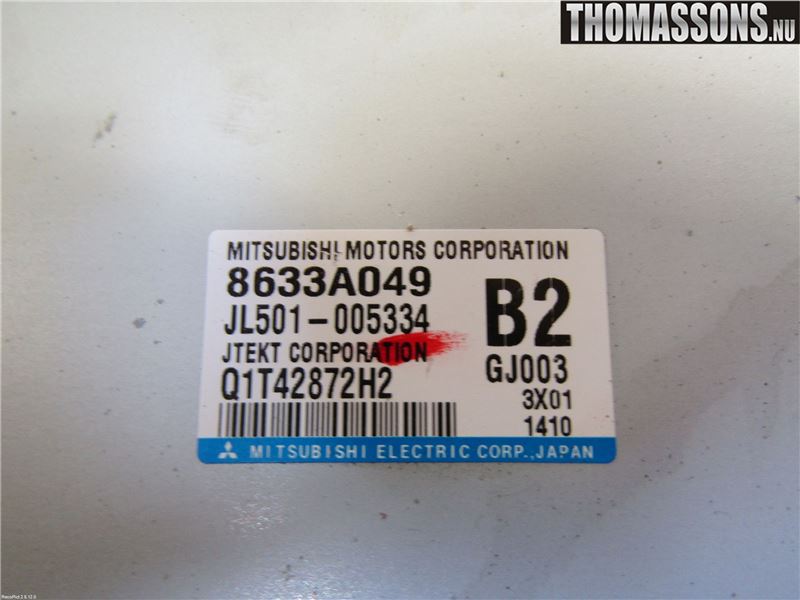 THOMASSONS.NU
MITSUBISHI MOTORS CORPORATION
8633A049
JL501-005334
B2
JTEKT CORPORATION
GJ003
Q1T42872H2
3X01
1410
MITSUBISHI ELECTRIC CORP., JAPAN